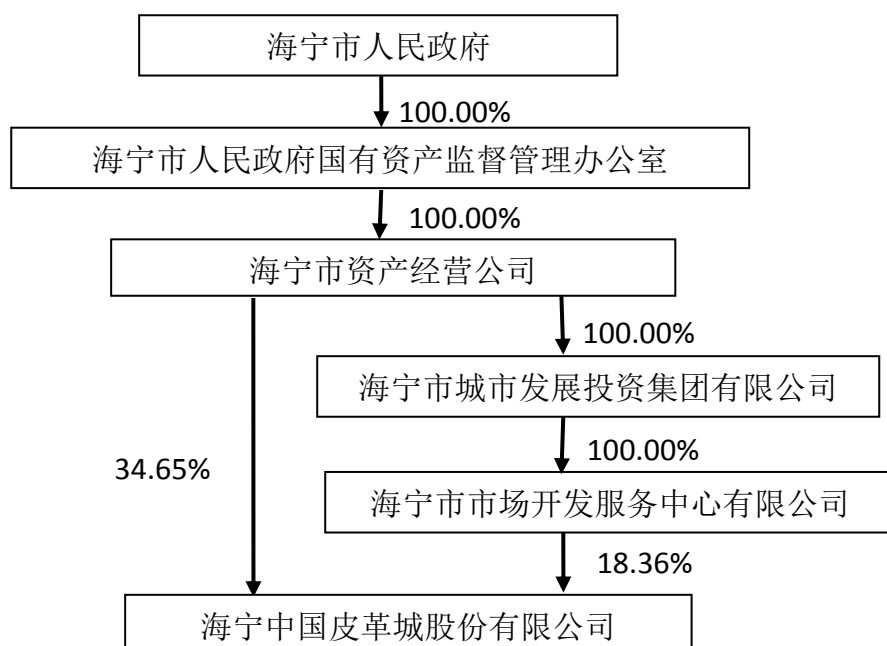 海宁市人民政府
100.00%
海宁市人民政府国有资产监督管理办公室
100.00%
海宁市资产经营公司
100.00%
海宁市城市发展投资集团有限公司
34.65%
100.00%
海宁市市场开发服务中心有限公司
18.36%
海宁中国皮革城股份有限公司